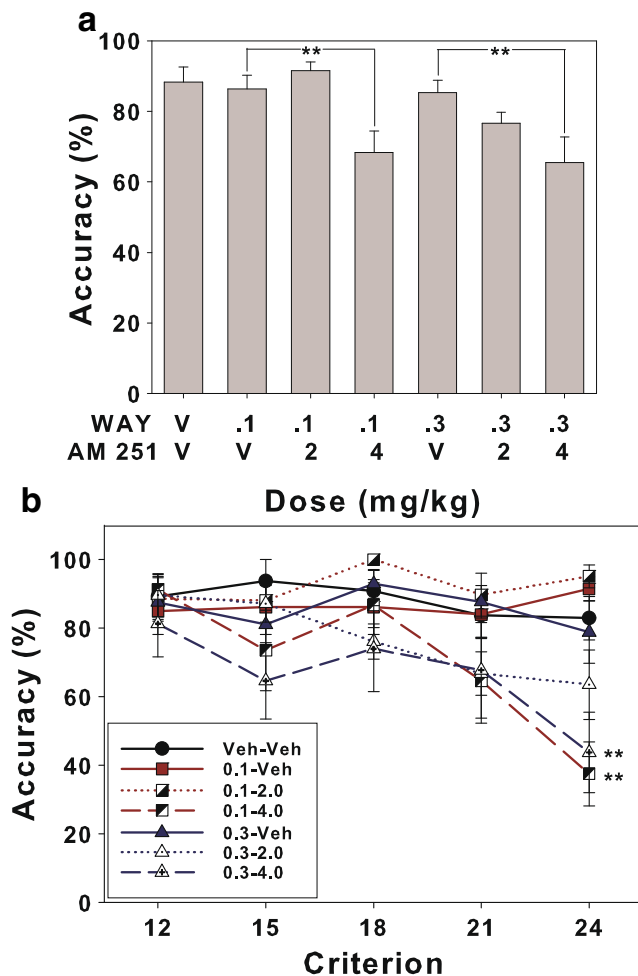 a
100
80
60
40
20
0
Accuracy (%)
** **
WAY V .1 .1 .1 .3 .3 .3
AM 251 V V 2 4 V 2 4
Dose (mg/kg)
b
100
80
60
40
20
0
Accuracy (%)
Veh-Veh
0.1-Veh
0.1-2.0
0.1-4.0
0.3-Veh
0.3-2.0
0.3-4.0
**
**
12 15 18 21 24
Criterion